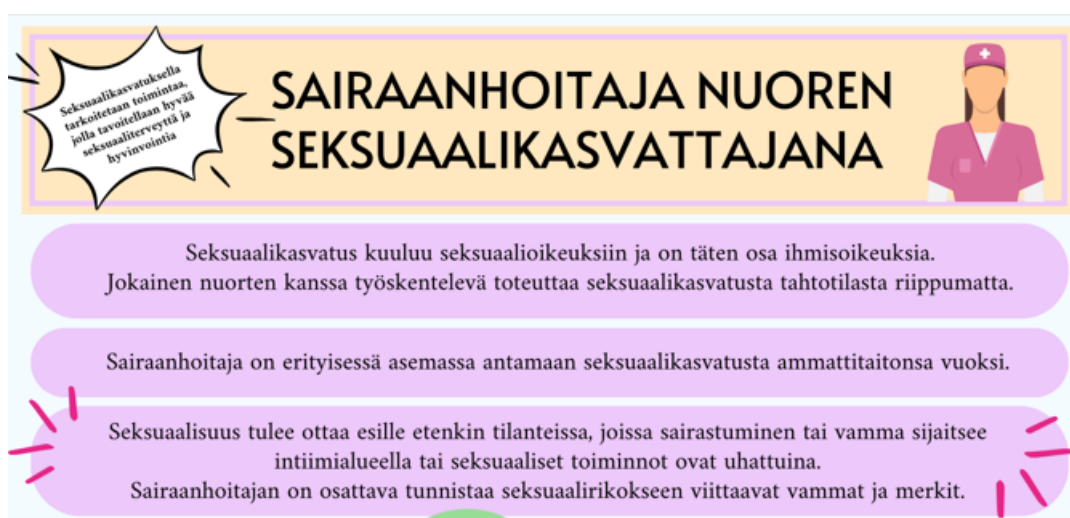 Seksuaalikasvatuksella
tarkoitetaan toimintaa,
jolla tavoitellaan hyvää
seksuaaliterveyttä ja
hyvinvointia
SAIRAANHOITAJA NUOREN
SEKSUAALIKASVATTAJANA
Seksuaalikasvatus kuuluu seksuaalioikeuksiin ja on täten osa ihmisoikeuksia.
Jokainen nuorten kanssa työskentelevä toteuttaa seksuaalikasvatusta tahtotilasta riippumatta.
Sairaanhoitaja on erityisessä asemassa antamaan seksuaalikasvatusta ammattitaitonsa vuoksi.
Seksuaalisuus tulee ottaa esille etenkin tilanteissa, joissa sairastuminen tai vamma sijaitsee
intiimialueella tai seksuaaliset toiminnot ovat uhattuina.
Sairaanhoitajan on osattava tunnistaa seksuaalirikokseen viittaavat vammat ja merkit.